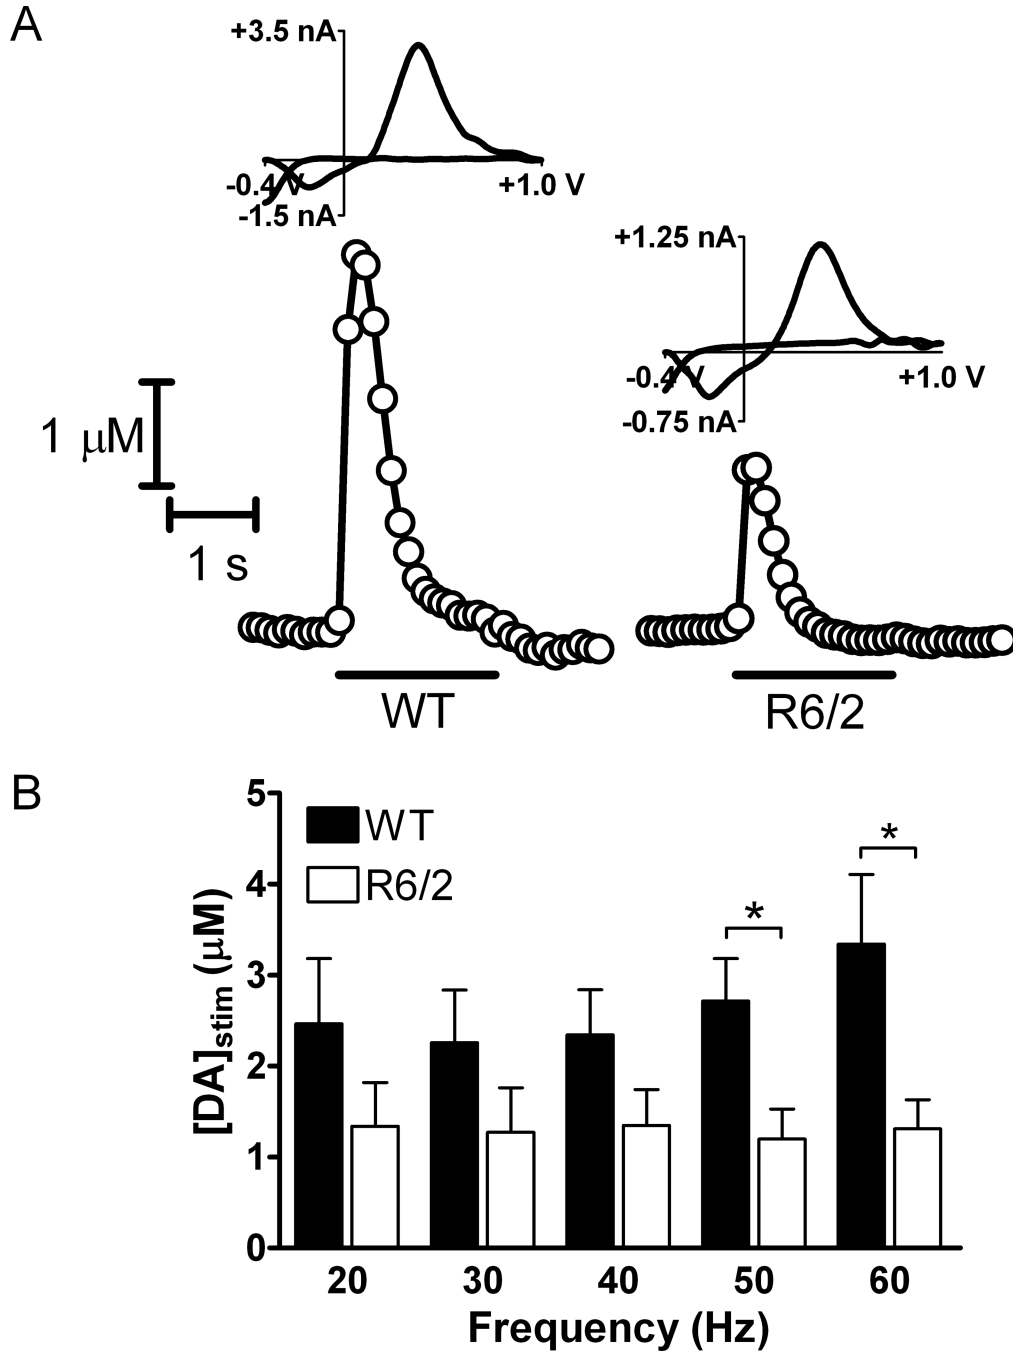 A
+3.5 nA
-0.4 V
+1.0 V
-1.5 nA
+1.25 nA
-0.4 V
+1.0 V
-0.75 nA
1 μM
1 s
WT
R6/2
B
5
4
3
2
1
0
WT
R6/2
*
*
[DA]stim (μM)
20 30 40 50 60
Frequency (Hz)